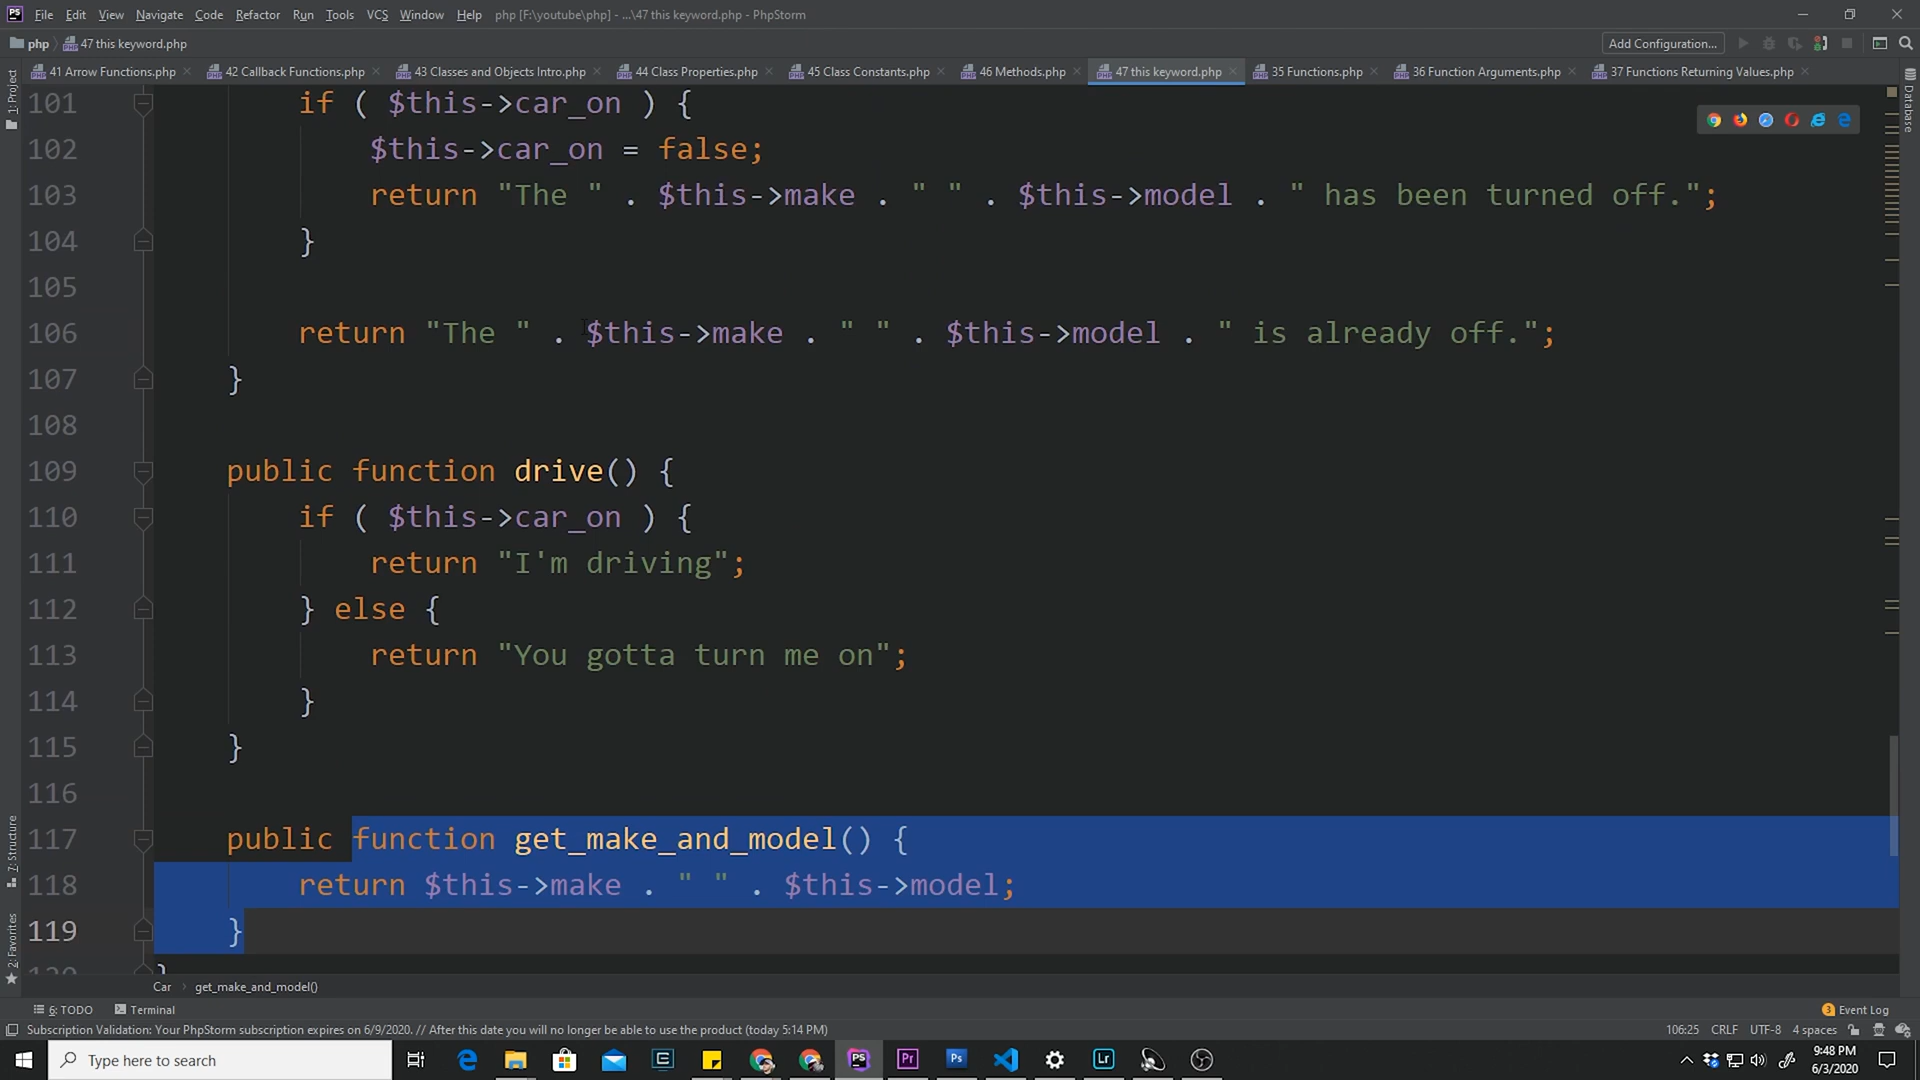 File Edit View Navigate Code Refactor Run Tools VCS Window Help php [F:\youtube\php] - ...\47 this keyword.php - PhpStorm
php 47 this keyword.php Add Configuration...
41 Arrow Functions.php 42 Callback Functions.php 43 Classes and Objects Intro.php 44 Class Properties.php 45 Class Constants.php 46 Methods.php 47 this keyword.php 35 Functions.php 36 Function Arguments.php 37 Functions Returning Values.php
1: Project
Database
101 if ( $this->car_on ) {
102 $this->car_on = false;
103 return "The " . $this->make . " " . $this->model . " has been turned off.";
104 }
105
106 return "The " . $this->make . " " . $this->model . " is already off.";
107 }
108
109 public function drive() {
110 if ( $this->car_on ) {
111 return "I'm driving";
112 } else {
113 return "You gotta turn me on";
114 }
115 }
116
117 public function get_make_and_model() {
118 return $this->make . " " . $this->model;
119 }
120 }
7: Structure
2: Favorites
Car get_make_and_model()
6: TODO Terminal 3 Event Log
Subscription Validation: Your PhpStorm subscription expires on 6/9/2020. // After this date you will no longer be able to use the product (today 5:14 PM) 106:25 CRLF UTF-8 4 spaces
Type here to search
9:48 PM
6/3/2020